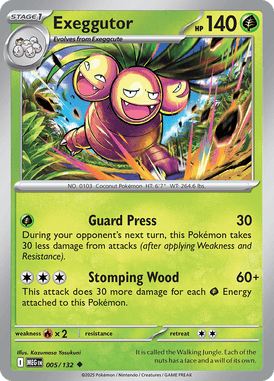 STAGE 1 Exeggutor HP 140
Evolves from Exeggcute
NO. 0103 Coconut Pokémon HT: 6'7" WT: 264.6 lbs.
Guard Press 30
During your opponent's next turn, this Pokémon takes
30 less damage from attacks (after applying Weakness and
Resistance).
Stomping Wood 60+
This attack does 30 more damage for each Energy
attached to this Pokémon.
weakness ×2 resistance retreat
Illus. Kazumasa Yasukuni
It is called the Walking Jungle. Each of the
nuts has a face and a will of its own.
MEG EN 005/132
©2025 Pokémon / Nintendo / Creatures / GAME FREAK